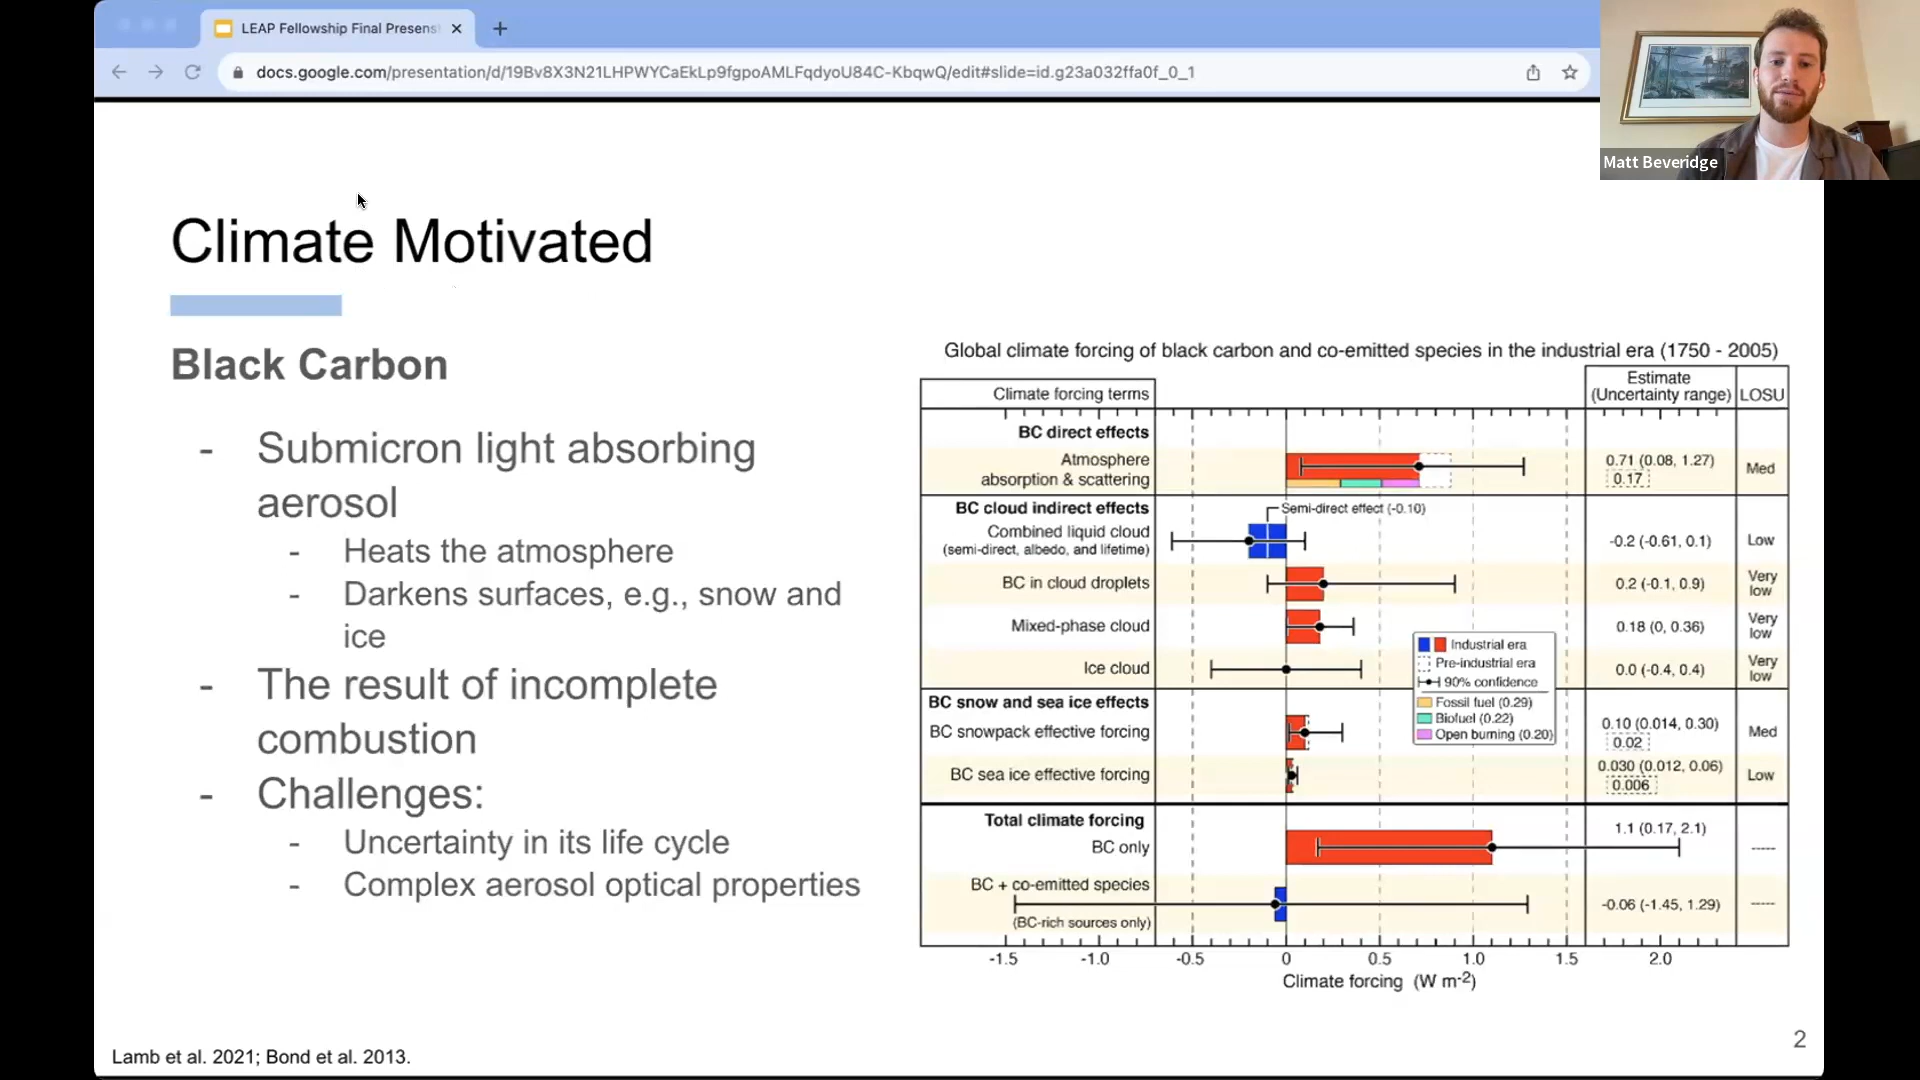 LEAP Fellowship Final Presens
docs.google.com/presentation/d/19Bv8X3N21LHPWYCaEkLp9fgpoAMLFqdyoU84C-KbqwQ/edit#slide=id.g23a032ffa0f_0_1
Matt Beveridge
Climate Motivated
Black Carbon
- Submicron light absorbing
aerosol
- Heats the atmosphere
- Darkens surfaces, e.g., snow and
ice
- The result of incomplete
combustion
- Challenges:
- Uncertainty in its life cycle
- Complex aerosol optical properties
Global climate forcing of black carbon and co-emitted species in the industrial era (1750 - 2005)
Climate forcing terms
Estimate
(Uncertainty range)
LOSU
BC direct effects
Atmosphere
absorption & scattering
0.71 (0.08, 1.27)
0.17
Med
BC cloud indirect effects
Semi-direct effect (-0.10)
Combined liquid cloud
(semi-direct, albedo, and lifetime)
-0.2 (-0.61, 0.1)
Low
BC in cloud droplets
0.2 (-0.1, 0.9)
Very
low
Mixed-phase cloud
0.18 (0, 0.36)
Very
low
Ice cloud
0.0 (-0.4, 0.4)
Very
low
Industrial era
Pre-industrial era
90% confidence
Fossil fuel (0.29)
Biofuel (0.22)
Open burning (0.20)
BC snow and sea ice effects
BC snowpack effective forcing
0.10 (0.014, 0.30)
0.02
Med
BC sea ice effective forcing
0.030 (0.012, 0.06)
0.006
Low
Total climate forcing
BC only
1.1 (0.17, 2.1)
-----
BC + co-emitted species
(BC-rich sources only)
-0.06 (-1.45, 1.29)
-----
-1.5 -1.0 -0.5 0 0.5 1.0 1.5 2.0
Climate forcing (W m-2)
Lamb et al. 2021; Bond et al. 2013.
2